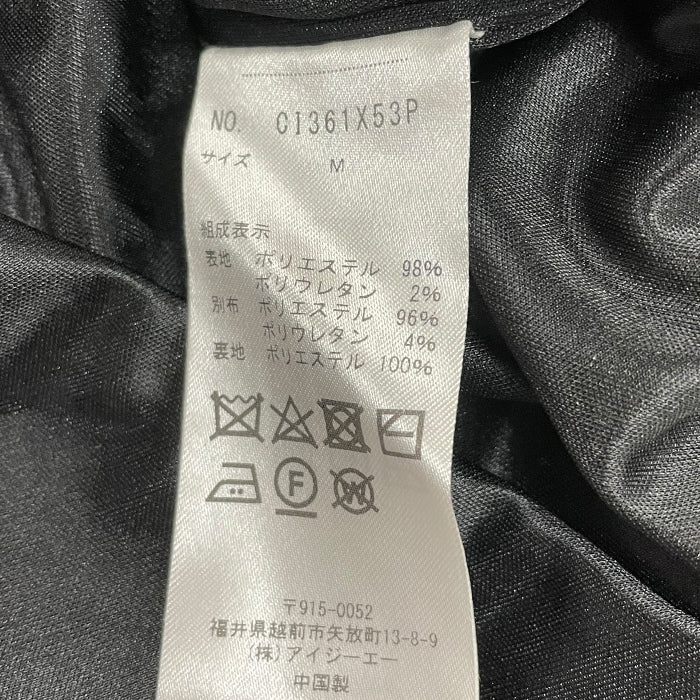 NO. CI361X53P
サイズ M
組成表示
表地 ポリエステル 98%
ポリウレタン 2%
別布 ポリエステル 96%
ポリウレタン 4%
裏地 ポリエステル 100%
F W
〒915-0052
福井県越前市矢放町13-8-9
(株)アイジーエー
中国製